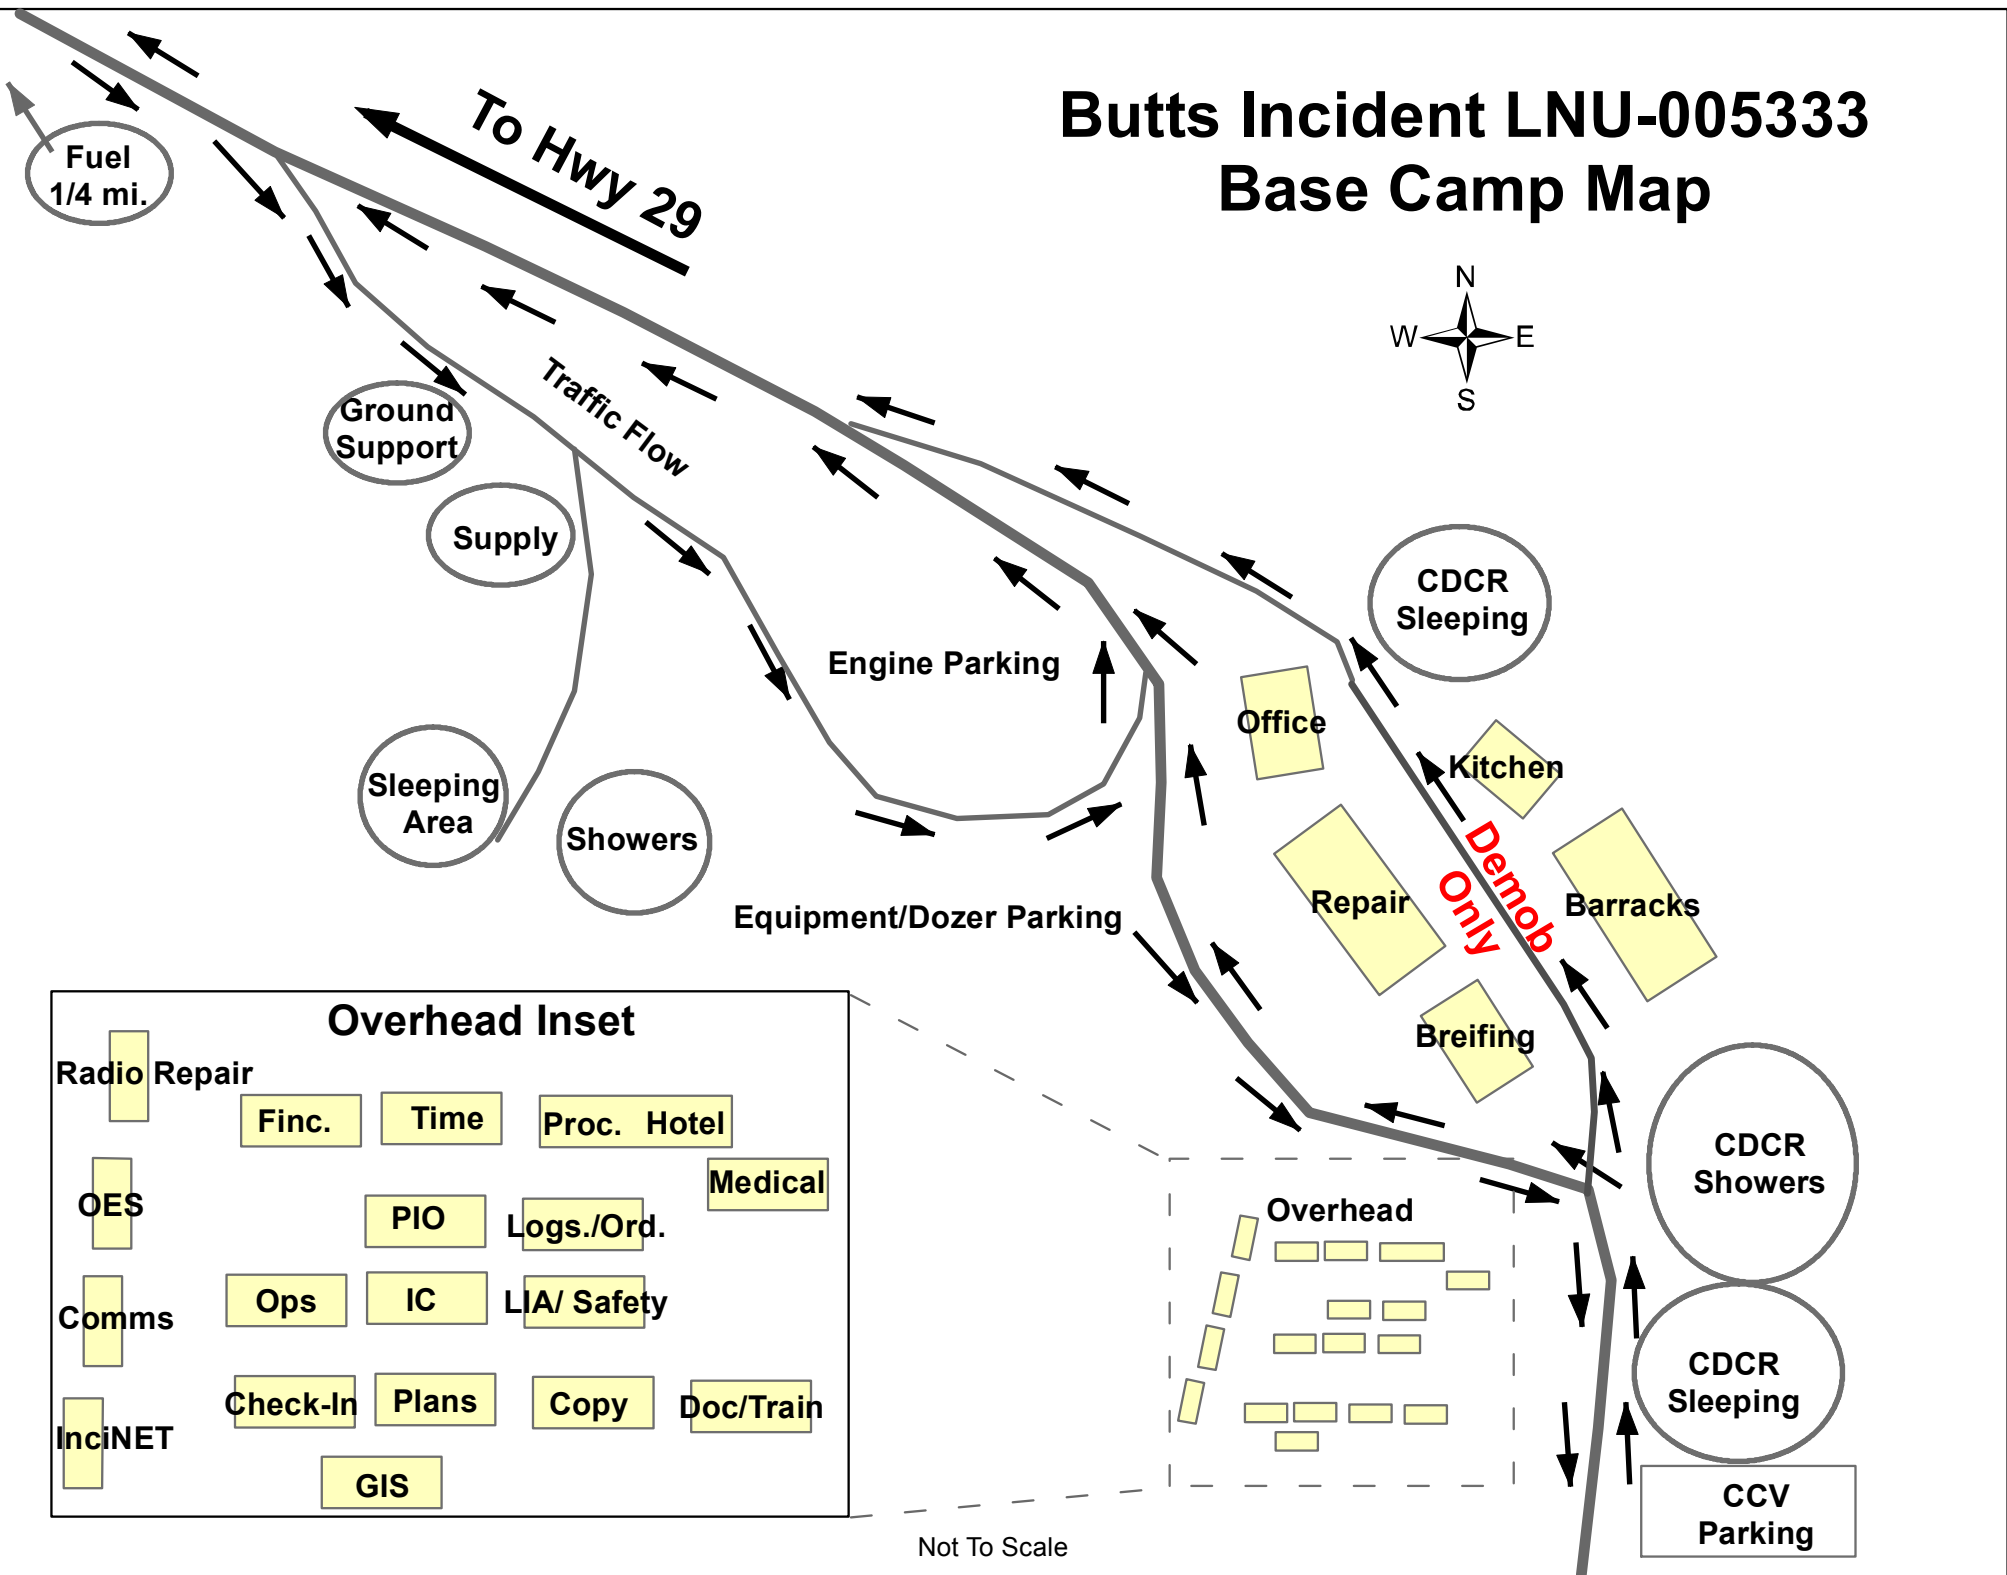 Butts Incident LNU-005333
Base Camp Map
To Hwy 29
Fuel
1/4 mi.
N
W
E
S
Traffic Flow
Ground
Support
Supply
CDCR
Sleeping
Engine Parking
Office
Kitchen
Sleeping
Area
Showers
Demob
Only
Repair
Barracks
Equipment/Dozer Parking
Breifing
Overhead Inset
Radio Repair
Finc.
Time
Proc. Hotel
Medical
OES
PIO
Logs./Ord.
Ops
IC
LIA/ Safety
Comms
Check-In
Plans
Copy
Doc/Train
InciNET
GIS
CDCR
Showers
Overhead
CDCR
Sleeping
CCV
Parking
Not To Scale